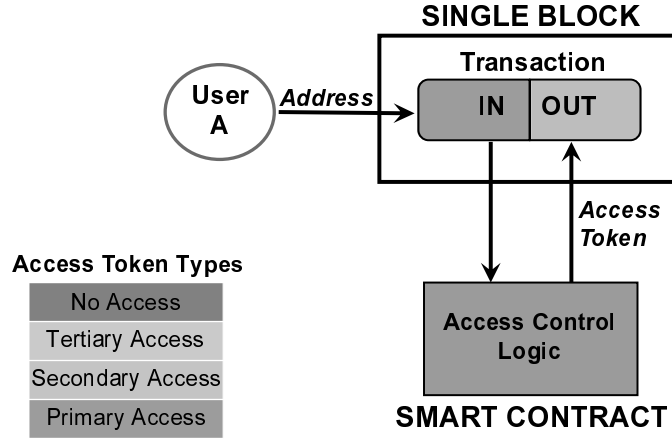 SINGLE BLOCK
Transaction
User
A
Address
IN OUT
Access
Token
Access Token Types
No Access
Tertiary Access
Secondary Access
Primary Access
Access Control
Logic
SMART CONTRACT